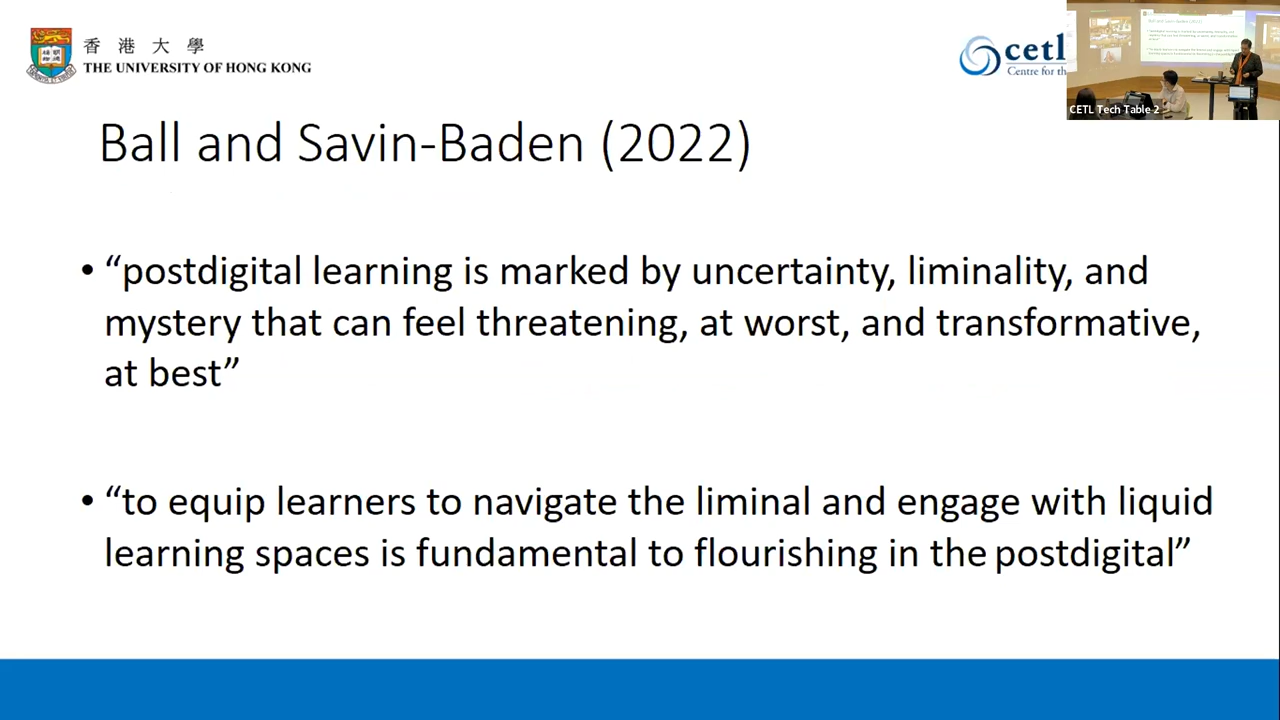 香港大學
THE UNIVERSITY OF HONG KONG
cetl
Centre for th
CETL Tech Table 2
Ball and Savin-Baden (2022)
• “postdigital learning is marked by uncertainty, liminality, and
mystery that can feel threatening, at worst, and transformative,
at best”
• “to equip learners to navigate the liminal and engage with liquid
learning spaces is fundamental to flourishing in the postdigital”